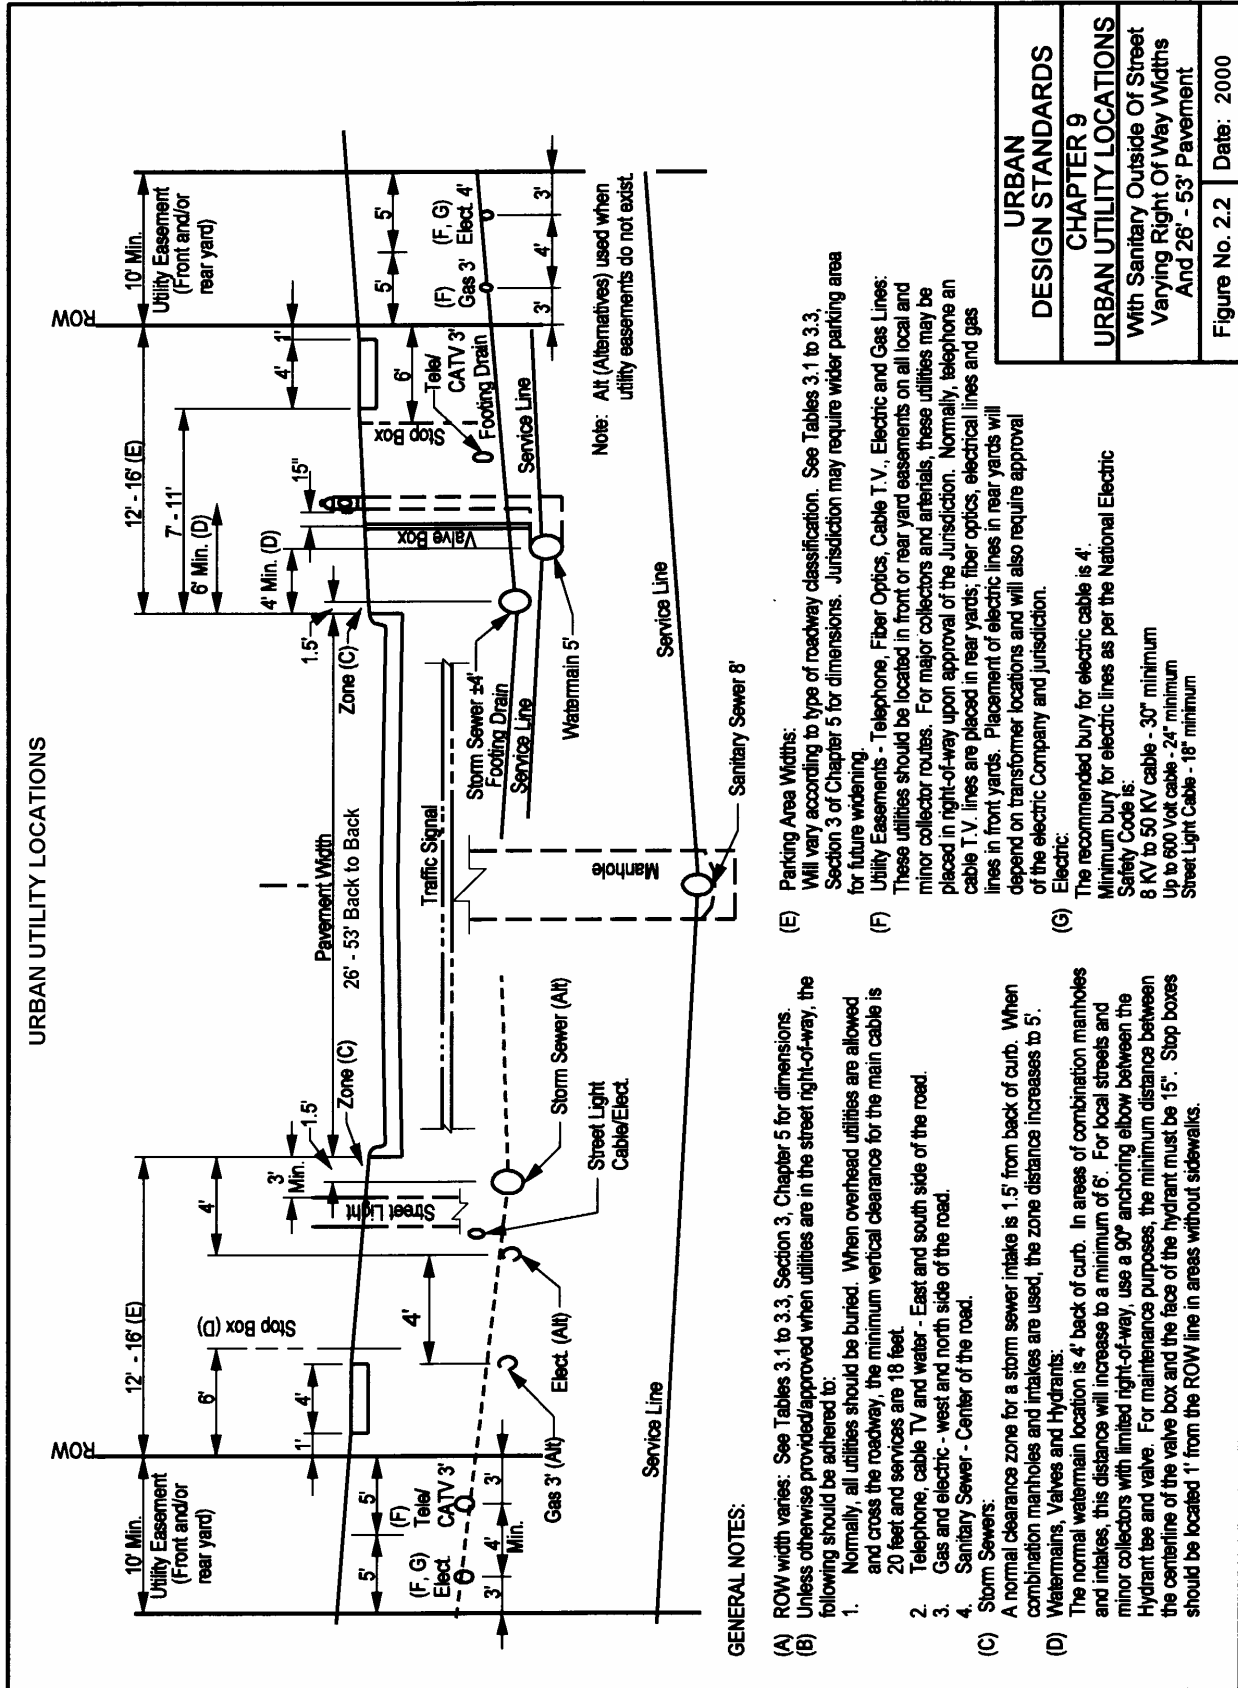 URBAN UTILITY LOCATIONS
ROW
ROW
10' Min.
Utility Easement
(Front and/or
rear yard)
12' - 16' (E)
12' - 16' (E)
10' Min.
Utility Easement
(Front and/or
rear yard)
6'
Stop Box (D)
4'
3'
Min.
1.5'
Zone (C)
Pavement Width
26' - 53' Back to Back
1.5'
Zone (C)
7' - 11'
6' Min. (D)
4' Min. (D)
15"
4'
1'
1'
4'
Street Light
Valve Box
Stop Box
6'
5'
5'
5'
5'
(F, G)
Elect.
(F)
Tele/
CATV 3'
3'
4'
Min.
3'
4'
Traffic Signal
Storm Sewer ±4'
Footing Drain
Service Line
Tele/
CATV 3'
Footing Drain
Service Line
(F)
Gas 3'
(F, G)
Elect. 4'
3'
4'
3'
Gas 3' (Alt)
Elect. (Alt)
Storm Sewer (Alt)
Street Light
Cable/Elect.
Manhole
Watermain 5'
Note: Alt (Alternatives) used when
utility easements do not exist.
Service Line
Service Line
Sanitary Sewer 8'
GENERAL NOTES:
(A) ROW width varies: See Tables 3.1 to 3.3, Section 3, Chapter 5 for dimensions.
(B) Unless otherwise provided/approved when utilities are in the street right-of-way, the
following should be adhered to:
1. Normally, all utilities should be buried. When overhead utilities are allowed
and cross the roadway, the minimum vertical clearance for the main cable is
20 feet and services are 18 feet.
2. Telephone, cable TV and water - East and south side of the road.
3. Gas and electric - west and north side of the road.
4. Sanitary Sewer - Center of the road.
(C) Storm Sewers:
A normal clearance zone for a storm sewer intake is 1.5' from back of curb. When
combination manholes and intakes are used, the zone distance increases to 5'.
(D) Watermains, Valves and Hydrants:
The normal watermain location is 4' back of curb. In areas of combination manholes
and intakes, this distance will increase to a minimum of 6'. For local streets and
minor collectors with limited right-of-way, use a 90° anchoring elbow between the
Hydrant tee and valve. For maintenance purposes, the minimum distance between
the centerline of the valve box and the face of the hydrant must be 15". Stop boxes
should be located 1' from the ROW line in areas without sidewalks.
(E) Parking Area Widths:
Will vary according to type of roadway classification. See Tables 3.1 to 3.3,
Section 3 of Chapter 5 for dimensions. Jurisdiction may require wider parking area
for future widening.
(F) Utility Easements - Telephone, Fiber Optics, Cable T.V., Electric and Gas Lines:
These utilities should be located in front or rear yard easements on all local and
minor collector routes. For major collectors and arterials, these utilities may be
placed in right-of-way upon approval of the Jurisdiction. Normally, telephone an
cable T.V. lines are placed in rear yards; fiber optics, electrical lines and gas
lines in front yards. Placement of electric lines in rear yards will
depend on transformer locations and will also require approval
of the electric Company and jurisdiction.
(G) Electric:
The recommended bury for electric cable is 4'.
Minimum bury for electric lines as per the National Electric
Safety Code is:
8 KV to 50 KV cable - 30" minimum
Up to 600 Volt cable - 24" minimum
Street Light Cable - 18" minimum
URBAN
DESIGN STANDARDS
CHAPTER 9
URBAN UTILITY LOCATIONS
With Sanitary Outside Of Street
Varying Right Of Way Widths
And 26' - 53' Pavement
Figure No. 2.2
Date: 2000